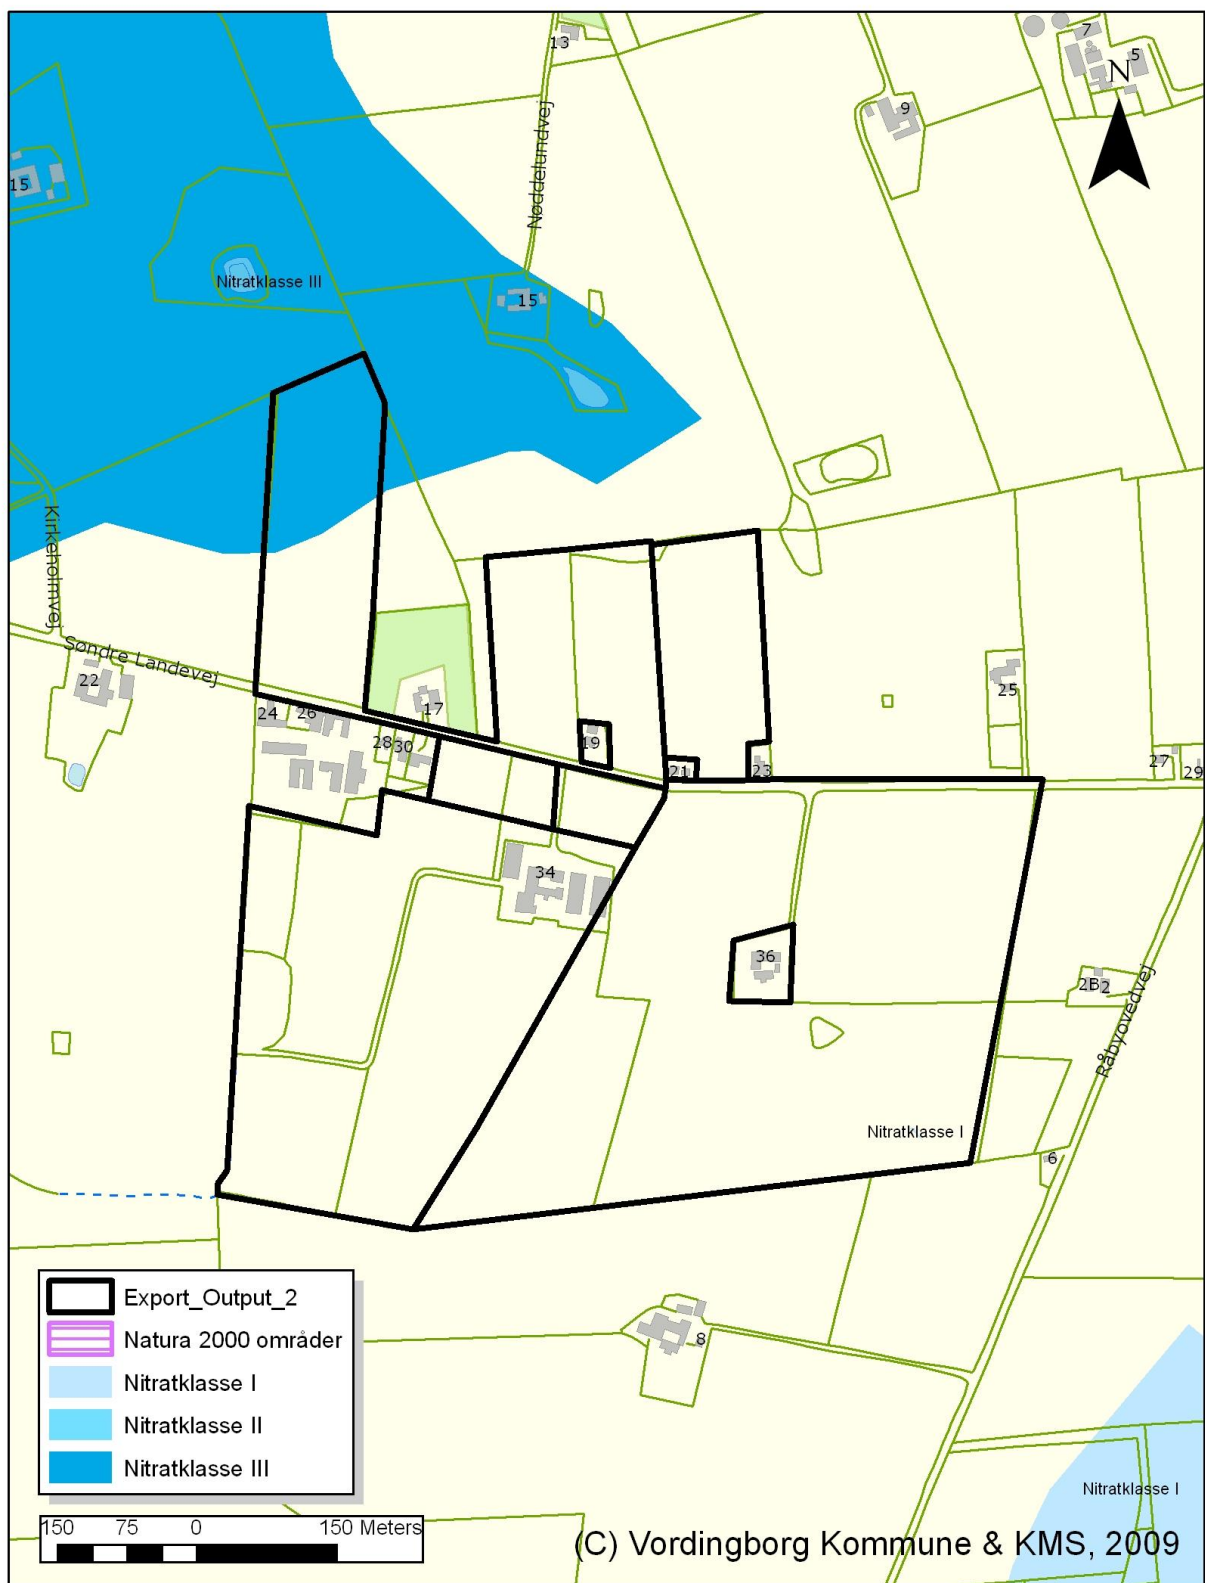 13
7
5
N
9
Nøddelundvej
15
Nitratklasse III
15
Kirkeholmvej
Søndre Landevej
22
24
26
17
28
30
19
21
23
25
27
29
34
36
2B
2
Råbyovedvej
Nitratklasse I
6
8
Export_Output_2
Natura 2000 områder
Nitratklasse I
Nitratklasse II
Nitratklasse III
Nitratklasse I
150 75 0 150 Meters
(C) Vordingborg Kommune & KMS, 2009